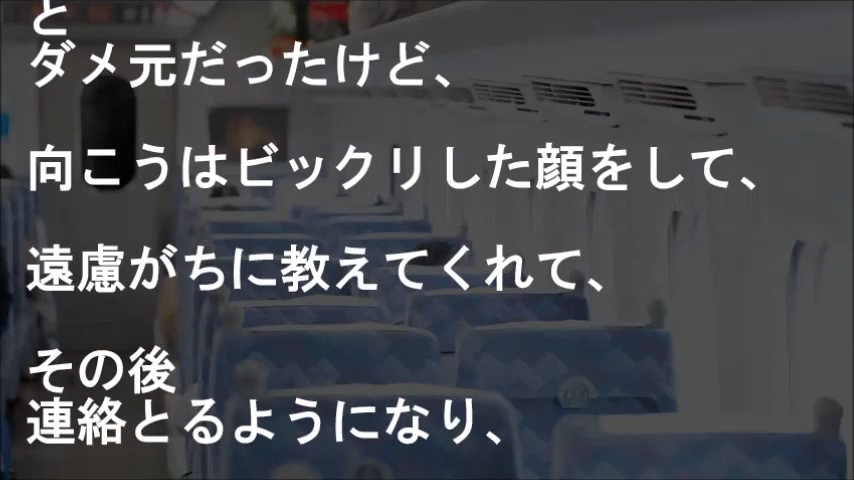 と
ダメ元だったけど、
向こうはビックリした顔をして、
遠慮がちに教えてくれて、
その後
連絡とるようになり、